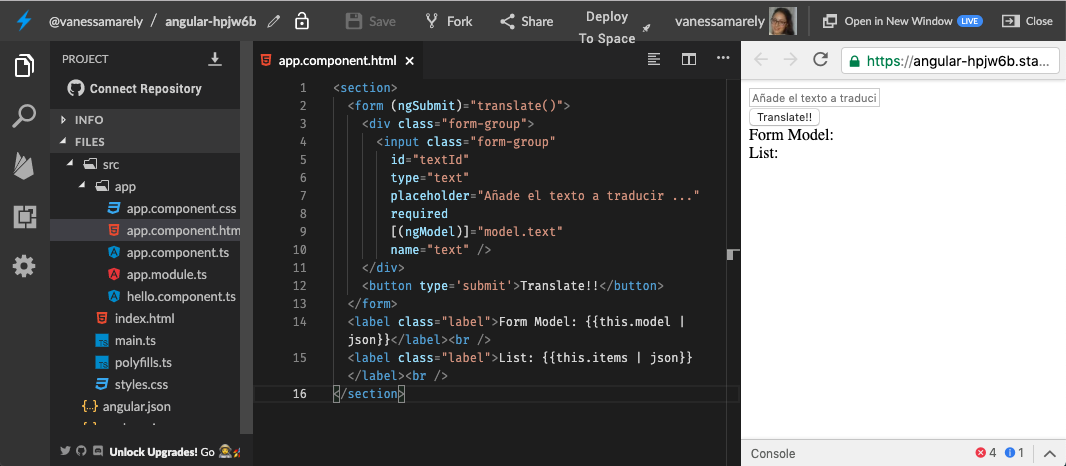 @vanessamarely / angular-hpjw6b Save Fork Share Deploy To Space vanessamarely Open in New Window LIVE Close
PROJECT
Connect Repository
INFO
FILES
src
app
app.component.css
app.component.htm
app.component.ts
app.module.ts
hello.component.ts
index.html
main.ts
polyfills.ts
styles.css
angular.json
Unlock Upgrades! Go
app.component.html
1 <section>
2 <form (ngSubmit)="translate()">
3 <div class="form-group">
4 <input class="form-group"
5 id="textId"
6 type="text"
7 placeholder="Añade el texto a traducir ..."
8 required
9 [(ngModel)]="model.text"
10 name="text" />
11 </div>
12 <button type='submit'>Translate!!</button>
13 </form>
14 <label class="label">Form Model: {{this.model |
json}}</label><br />
15 <label class="label">List: {{this.items | json}}
</label><br />
16 </section>
https://angular-hpjw6b.sta...
Añade el texto a traduci
Translate!!
Form Model:
List:
Console 4 1